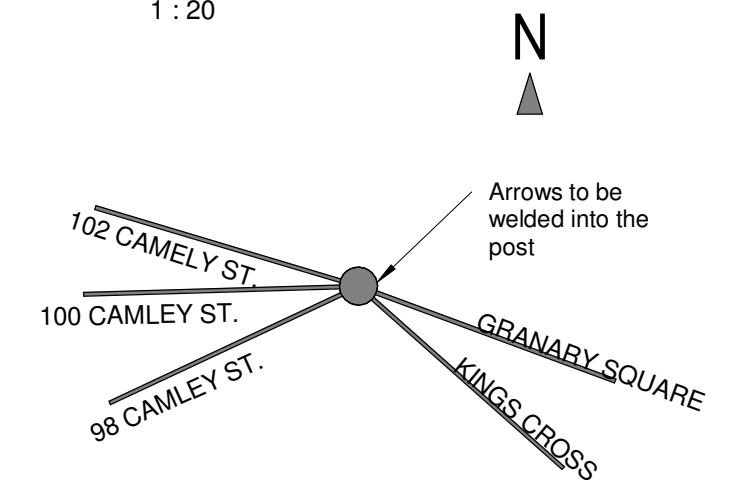 1 : 20
N
Arrows to be
welded into the
post
102 CAMELY ST.
100 CAMLEY ST.
98 CAMLEY ST.
GRANARY SQUARE
KINGS CROSS